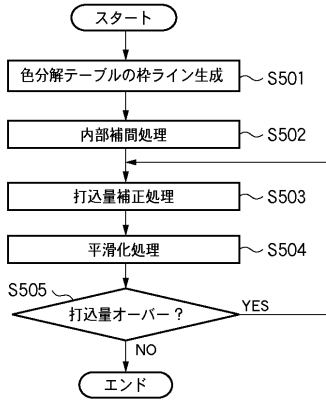 スタート
色分解テーブルの枠ライン生成
S501
内部補間処理
S502
打込量補正処理
S503
平滑化処理
S504
S505
打込量オーバー？
YES
NO
エンド